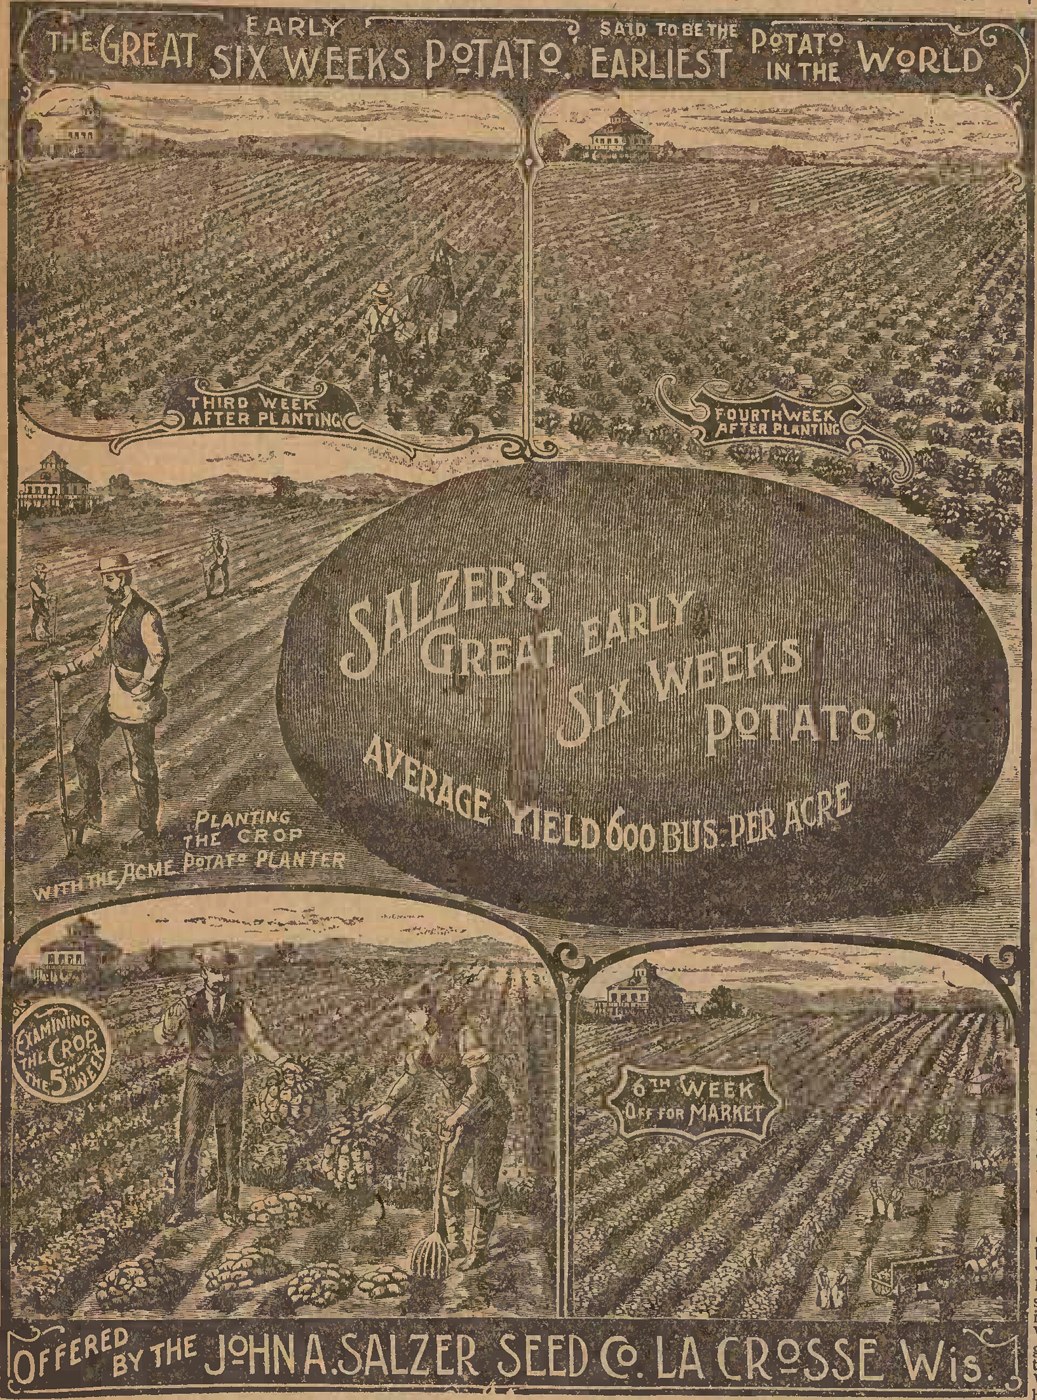 THE GREAT EARLY SIX WEEKS POTATO. SAID TO BE THE EARLIEST POTATO IN THE WORLD
THIRD WEEK
AFTER PLANTING
FOURTH WEEK
AFTER PLANTING
SALZER'S
GREAT EARLY
SIX WEEKS
POTATO.
AVERAGE YIELD 600 BUS. PER ACRE
PLANTING
THE CROP
WITH THE ACME POTATO PLANTER
EXAMINING
THE CROP
THE 5TH WEEK
6TH WEEK
OFF FOR MARKET
OFFERED BY THE JOHN A. SALZER SEED CO. LA CROSSE WIS.